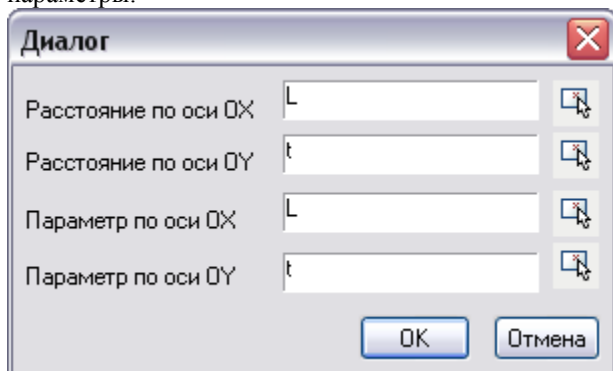 параметры.
Диалог
Расстояние по оси OX L
Расстояние по оси OY t
Параметр по оси OX L
Параметр по оси OY t
OK Отмена